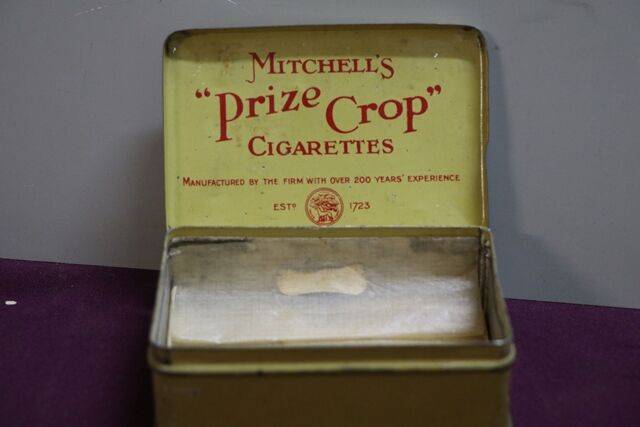 MITCHELL'S
"Prize Crop"
CIGARETTES
MANUFACTURED BY THE FIRM WITH OVER 200 YEARS' EXPERIENCE
ESTD 1723